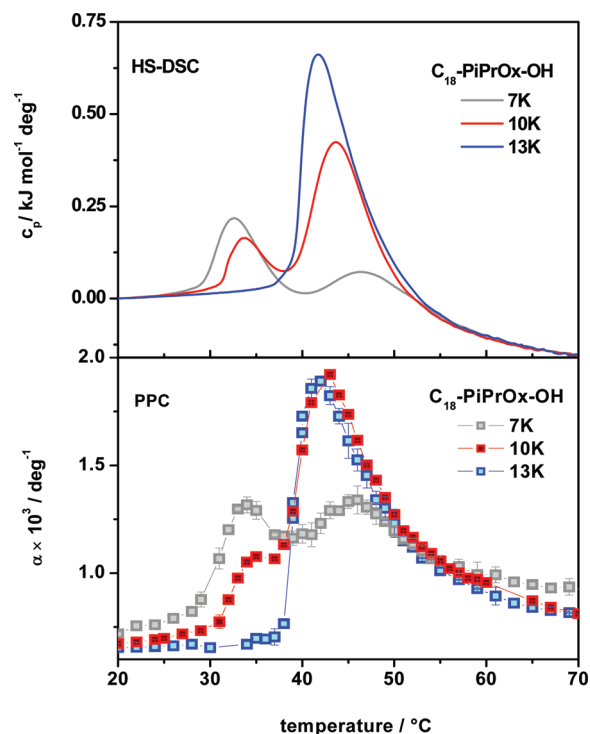 0.75
HS-DSC
C₁₈-PiPrOx-OH
7K
10K
13K
0.50
0.25
0.00
cₚ/ kJ mol⁻¹ deg⁻¹
2.0
PPC
C₁₈-PiPrOx-OH
7K
10K
13K
1.5
1.0
α × 10³ / deg⁻¹
20 30 40 50 60 70
temperature / °C